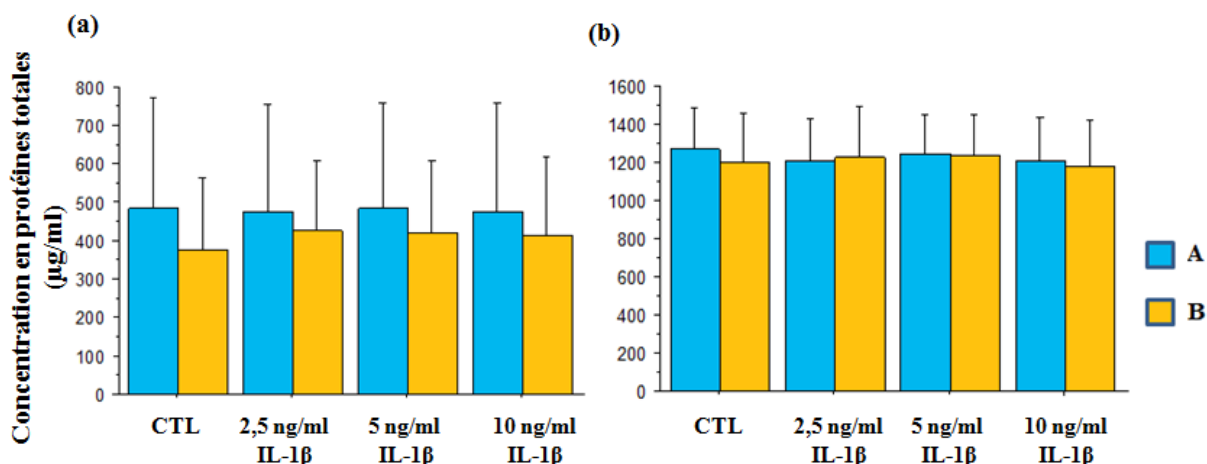 (a)
(b)
Concentration en protéines totales
(µg/ml)
800
700
600
500
400
300
200
100
0
CTL
2,5 ng/ml
IL-1β
5 ng/ml
IL-1β
10 ng/ml
IL-1β
1600
1400
1200
1000
800
600
400
200
0
CTL
2,5 ng/ml
IL-1β
5 ng/ml
IL-1β
10 ng/ml
IL-1β
A
B